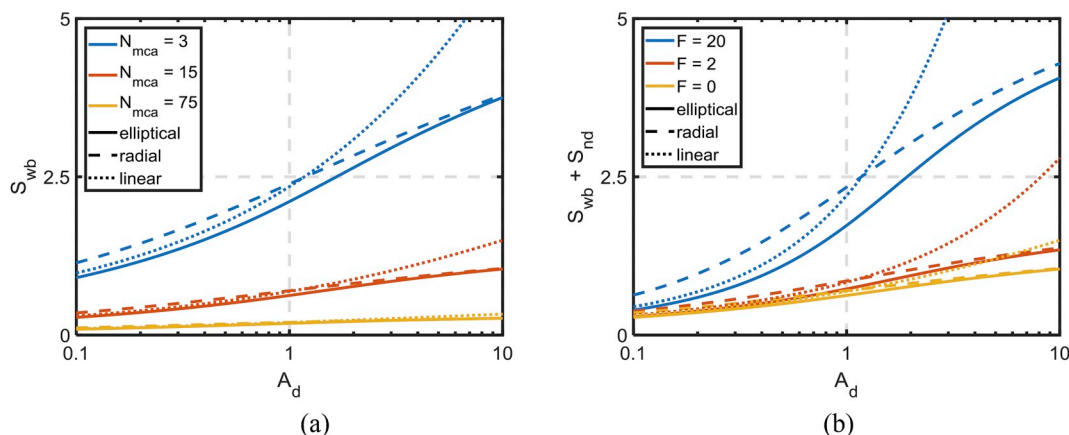 5
N_mca = 3
N_mca = 15
N_mca = 75
elliptical
radial
linear
S_wb
2.5
0
0.1 1 10
A_d
(a)
5
F = 20
F = 2
F = 0
elliptical
radial
linear
S_wb + S_nd
2.5
0
0.1 1 10
A_d
(b)